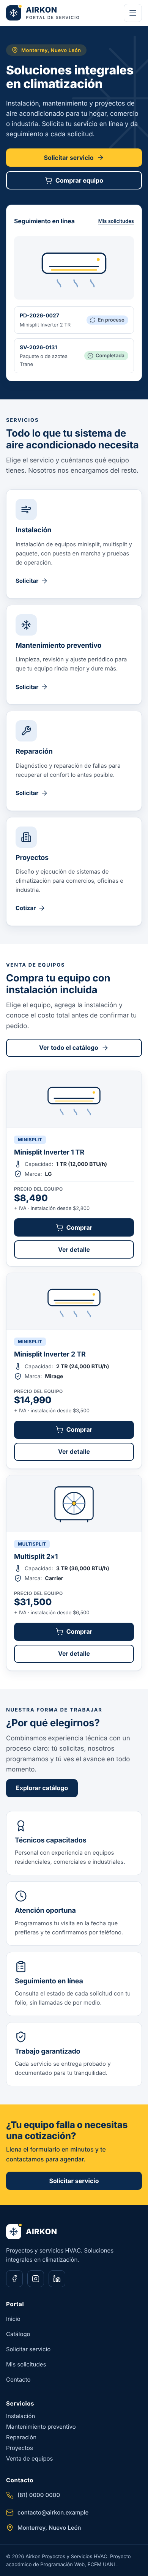 AIRKON
PORTAL DE SERVICIO
Monterrey, Nuevo León
Soluciones integrales
en climatización
Instalación, mantenimiento y proyectos de
aire acondicionado para tu hogar, comercio
o industria. Solicita tu servicio en línea y da
seguimiento a cada solicitud.
Solicitar servicio
Comprar equipo
Seguimiento en línea
Mis solicitudes
PD-2026-0027
Minisplit Inverter 2 TR
En proceso
SV-2026-0131
Paquete o de azotea
Trane
Completada
SERVICIOS
Todo lo que tu sistema de
aire acondicionado necesita
Elige el servicio y cuéntanos qué equipo
tienes. Nosotros nos encargamos del resto.
Instalación
Instalación de equipos minisplit, multisplit y
paquete, con puesta en marcha y pruebas
de operación.
Solicitar
Mantenimiento preventivo
Limpieza, revisión y ajuste periódico para
que tu equipo rinda mejor y dure más.
Solicitar
Reparación
Diagnóstico y reparación de fallas para
recuperar el confort lo antes posible.
Solicitar
Proyectos
Diseño y ejecución de sistemas de
climatización para comercios, oficinas e
industria.
Cotizar
VENTA DE EQUIPOS
Compra tu equipo con
instalación incluida
Elige el equipo, agrega la instalación y
conoce el costo total antes de confirmar tu
pedido.
Ver todo el catálogo
MINISPLIT
Minisplit Inverter 1 TR
Capacidad: 1 TR (12,000 BTU/h)
Marca: LG
PRECIO DEL EQUIPO
$8,490
+ IVA · instalación desde $2,800
Comprar
Ver detalle
MINISPLIT
Minisplit Inverter 2 TR
Capacidad: 2 TR (24,000 BTU/h)
Marca: Mirage
PRECIO DEL EQUIPO
$14,990
+ IVA · instalación desde $3,500
Comprar
Ver detalle
MULTISPLIT
Multisplit 2×1
Capacidad: 3 TR (36,000 BTU/h)
Marca: Carrier
PRECIO DEL EQUIPO
$31,500
+ IVA · instalación desde $6,500
Comprar
Ver detalle
NUESTRA FORMA DE TRABAJAR
¿Por qué elegirnos?
Combinamos experiencia técnica con un
proceso claro: tú solicitas, nosotros
programamos y tú ves el avance en todo
momento.
Explorar catálogo
Técnicos capacitados
Personal con experiencia en equipos
residenciales, comerciales e industriales.
Atención oportuna
Programamos tu visita en la fecha que
prefieras y te confirmamos por teléfono.
Seguimiento en línea
Consulta el estado de cada solicitud con tu
folio, sin llamadas de por medio.
Trabajo garantizado
Cada servicio se entrega probado y
documentado para tu tranquilidad.
¿Tu equipo falla o necesitas
una cotización?
Llena el formulario en minutos y te
contactamos para agendar.
Solicitar servicio
AIRKON
Proyectos y servicios HVAC. Soluciones
integrales en climatización.
Portal
Inicio
Catálogo
Solicitar servicio
Mis solicitudes
Contacto
Servicios
Instalación
Mantenimiento preventivo
Reparación
Proyectos
Venta de equipos
Contacto
(81) 0000 0000
contacto@airkon.example
Monterrey, Nuevo León
© 2026 Airkon Proyectos y Servicios HVAC. Proyecto
académico de Programación Web, FCFM UANL.